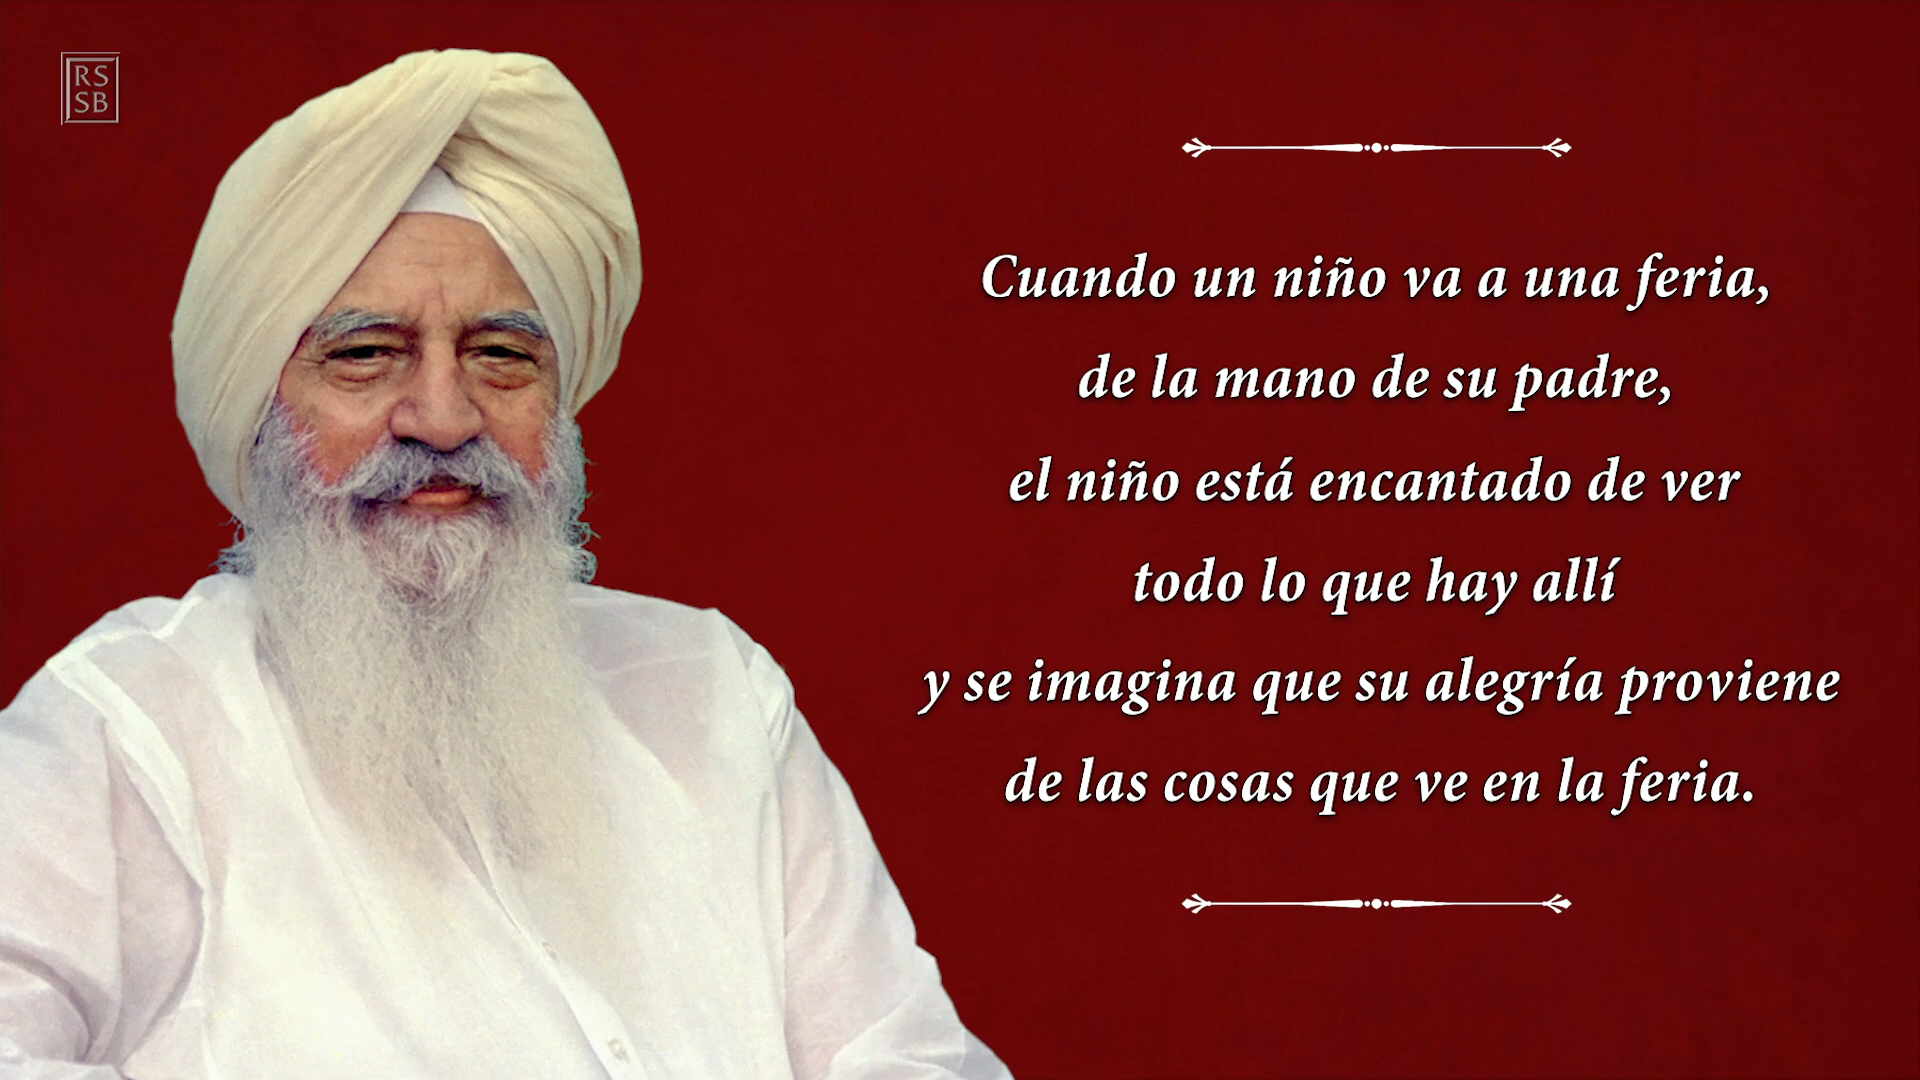 RS
SB
Cuando un niño va a una feria,
de la mano de su padre,
el niño está encantado de ver
todo lo que hay allí
y se imagina que su alegría proviene
de las cosas que ve en la feria.